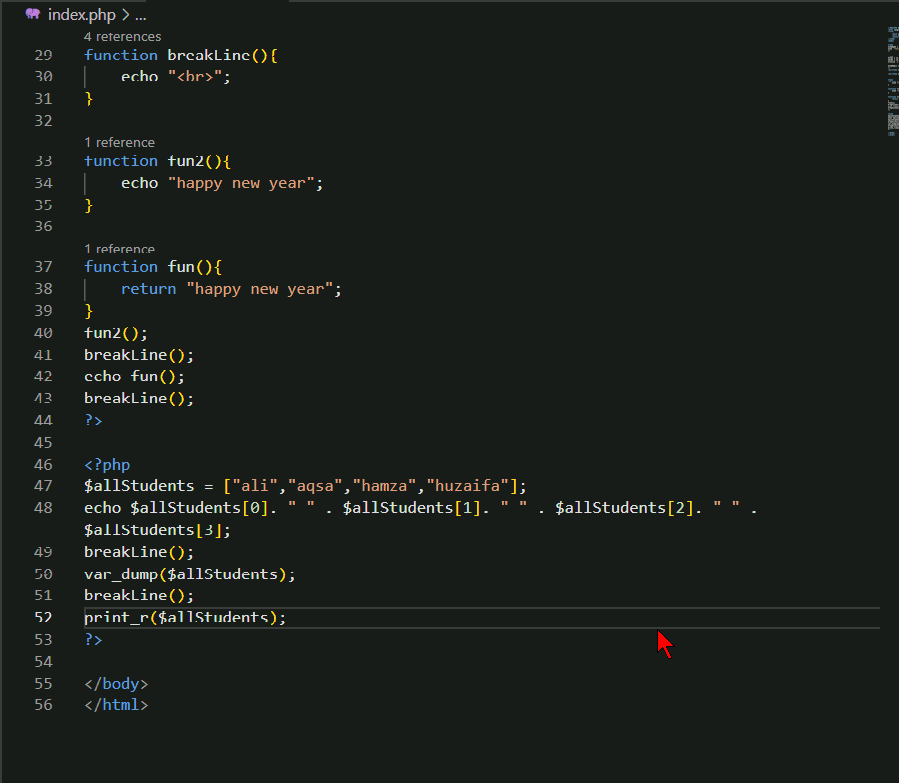 index.php > ...
4 references
29 function breakLine(){
30     echo "<br>";
31 }
32
1 reference
33 function fun2(){
34     echo "happy new year";
35 }
36
1 reference
37 function fun(){
38     return "happy new year";
39 }
40 fun2();
41 breakLine();
42 echo fun();
43 breakLine();
44 ?>
45
46 <?php
47 $allStudents = ["ali","aqsa","hamza","huzaifa"];
48 echo $allStudents[0]. " " . $allStudents[1]. " " . $allStudents[2]. " " .
$allStudents[3];
49 breakLine();
50 var_dump($allStudents);
51 breakLine();
52 print_r($allStudents);
53 ?>
54
55 </body>
56 </html>